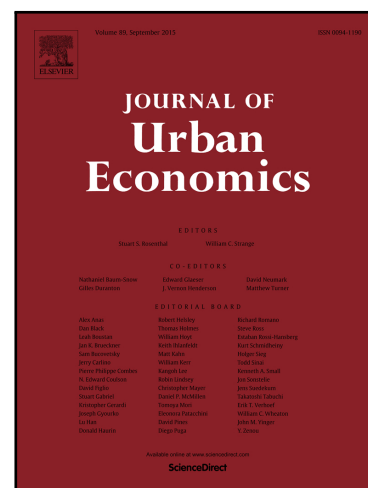 Volume 89, September 2015
ISSN 0094-1190
ELSEVIER
JOURNAL OF
Urban
Economics
EDITORS
Stuart S. Rosenthal William C. Strange
CO-EDITORS
Nathaniel Baum-Snow Edward Glaeser David Neumark
Gilles Duranton J. Vernon Henderson Matthew Turner
EDITORIAL BOARD
Alex Anas Robert Helsley Richard Romano
Dan Black Thomas Holmes Steve Ross
Leah Boustan William Hoyt Esteban Rossi-Hansberg
Jan K. Brueckner Keith Ihlanfeldt Kurt Schmidheiny
Sam Bucovetsky Matt Kahn Holger Sieg
Jerry Carlino William Kerr Todd Sinai
Pierre Philippe Combes Kangoh Lee Kenneth A. Small
N. Edward Coulson Robin Lindsey Jon Sonstelie
David Figlio Christopher Mayer Jens Suedekum
Stuart Gabriel Daniel P. McMillen Takatoshi Tabuchi
Kristopher Gerardi Tomoya Mori Erik T. Verhoef
Joseph Gyourko Eleonora Patacchini William C. Wheaton
Lu Han David Pines John M. Yinger
Donald Haurin Diego Puga Y. Zenou
Available online at www.sciencedirect.com
ScienceDirect